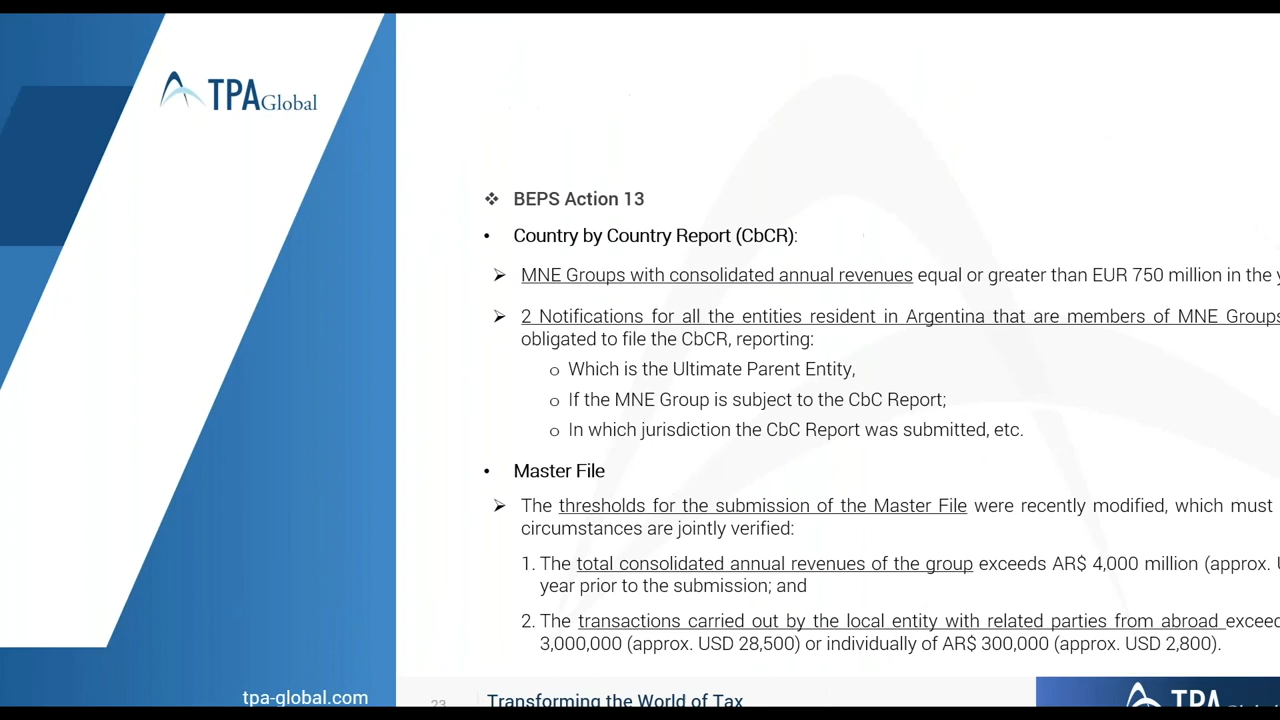 TPAGlobal
❖ BEPS Action 13
• Country by Country Report (CbCR):
➢ MNE Groups with consolidated annual revenues equal or greater than EUR 750 million in the
➢ 2 Notifications for all the entities resident in Argentina that are members of MNE Groups
obligated to file the CbCR, reporting:
o Which is the Ultimate Parent Entity,
o If the MNE Group is subject to the CbC Report;
o In which jurisdiction the CbC Report was submitted, etc.
• Master File
➢ The thresholds for the submission of the Master File were recently modified, which must
circumstances are jointly verified:
1. The total consolidated annual revenues of the group exceeds AR$ 4,000 million (approx.
year prior to the submission; and
2. The transactions carried out by the local entity with related parties from abroad exceed
3,000,000 (approx. USD 28,500) or individually of AR$ 300,000 (approx. USD 2,800).
tpa-global.com
23
Transforming the World of Tax
TPAGlobal